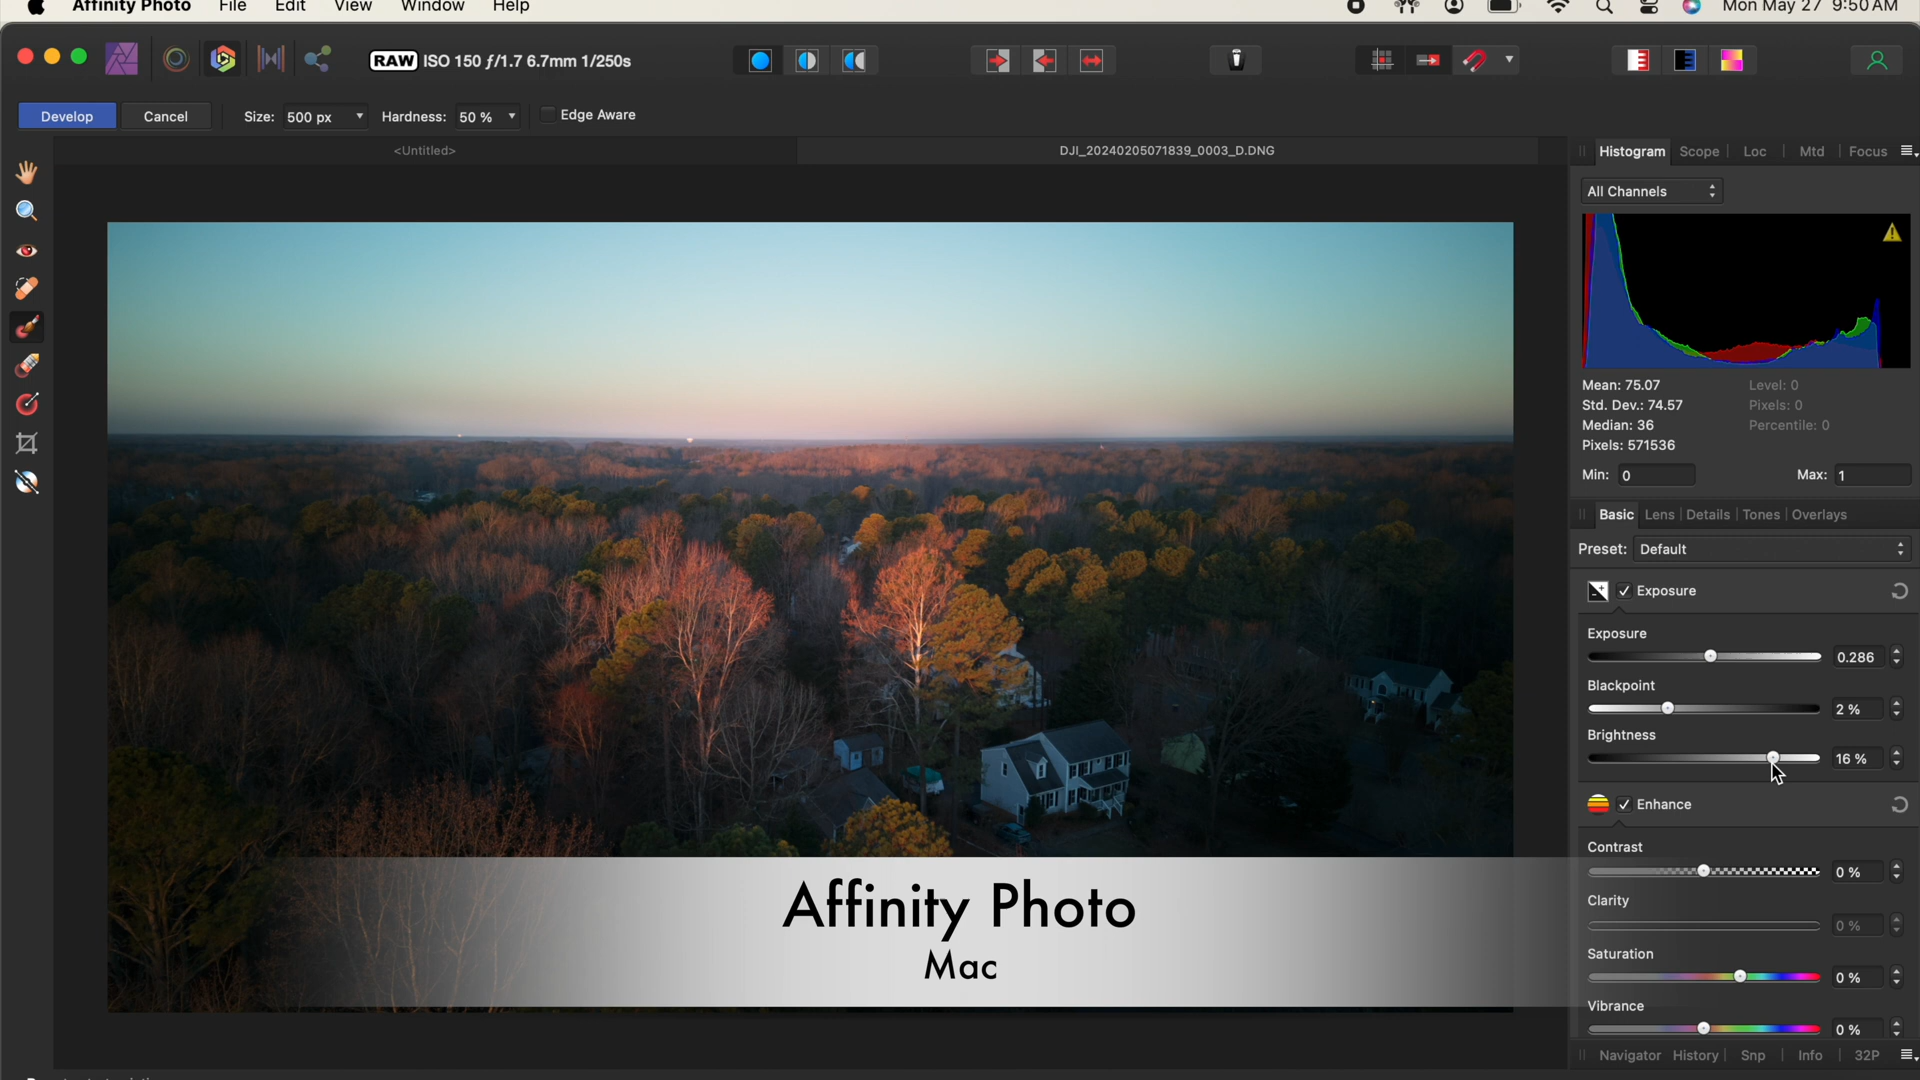 Affinity Photo File Edit View Window Help Mon May 27 9:50 AM
RAW ISO 150 ƒ/1.7 6.7mm 1/250s
Develop Cancel Size: 500 px Hardness: 50 % Edge Aware
<Untitled> DJI_20240205071839_0003_D.DNG
Histogram Scope Loc Mtd Focus
All Channels
Mean: 75.07 Level: 0
Std. Dev.: 74.57 Pixels: 0
Median: 36 Percentile: 0
Pixels: 571536
Min: 0 Max: 1
Basic Lens Details Tones Overlays
Preset: Default
Exposure
Exposure
0.286
Blackpoint
2 %
Brightness
16 %
Enhance
Contrast
0 %
Clarity
0 %
Saturation
0 %
Vibrance
0 %
Navigator History Snp Info 32P
Affinity Photo
Mac